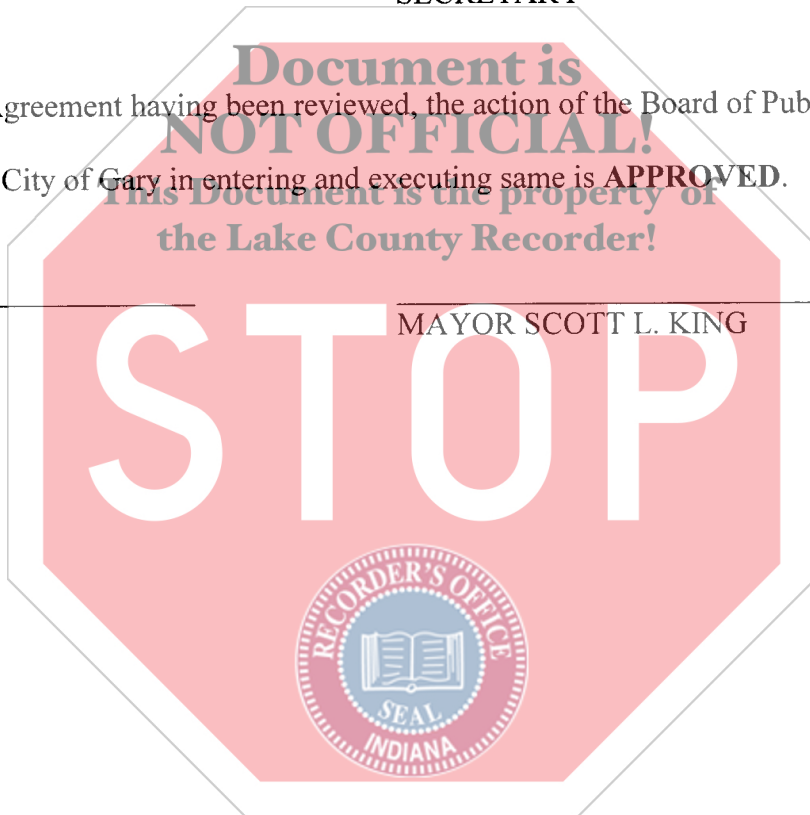 SECRETARY
Document is
Agreement having been reviewed, the action of the Board of Pub
NOT OFFICIAL!
City of Gary in entering and executing same is APPROVED.
This Document is the property of
the Lake County Recorder!
MAYOR SCOTT L. KING
STOP
RECORDER'S OFFICE
SEAL
INDIANA